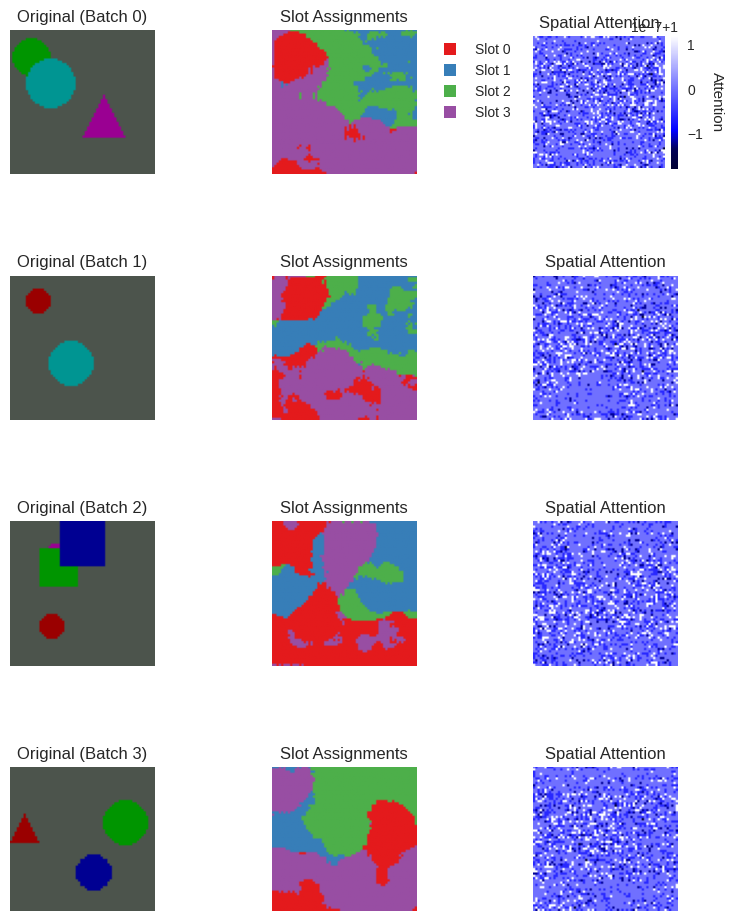 Original (Batch 0)
Slot Assignments
Slot 0
Slot 1
Slot 2
Slot 3
Spatial Attention
1e−7+1
1
0
−1
Attention
Original (Batch 1)
Slot Assignments
Spatial Attention
Original (Batch 2)
Slot Assignments
Spatial Attention
Original (Batch 3)
Slot Assignments
Spatial Attention